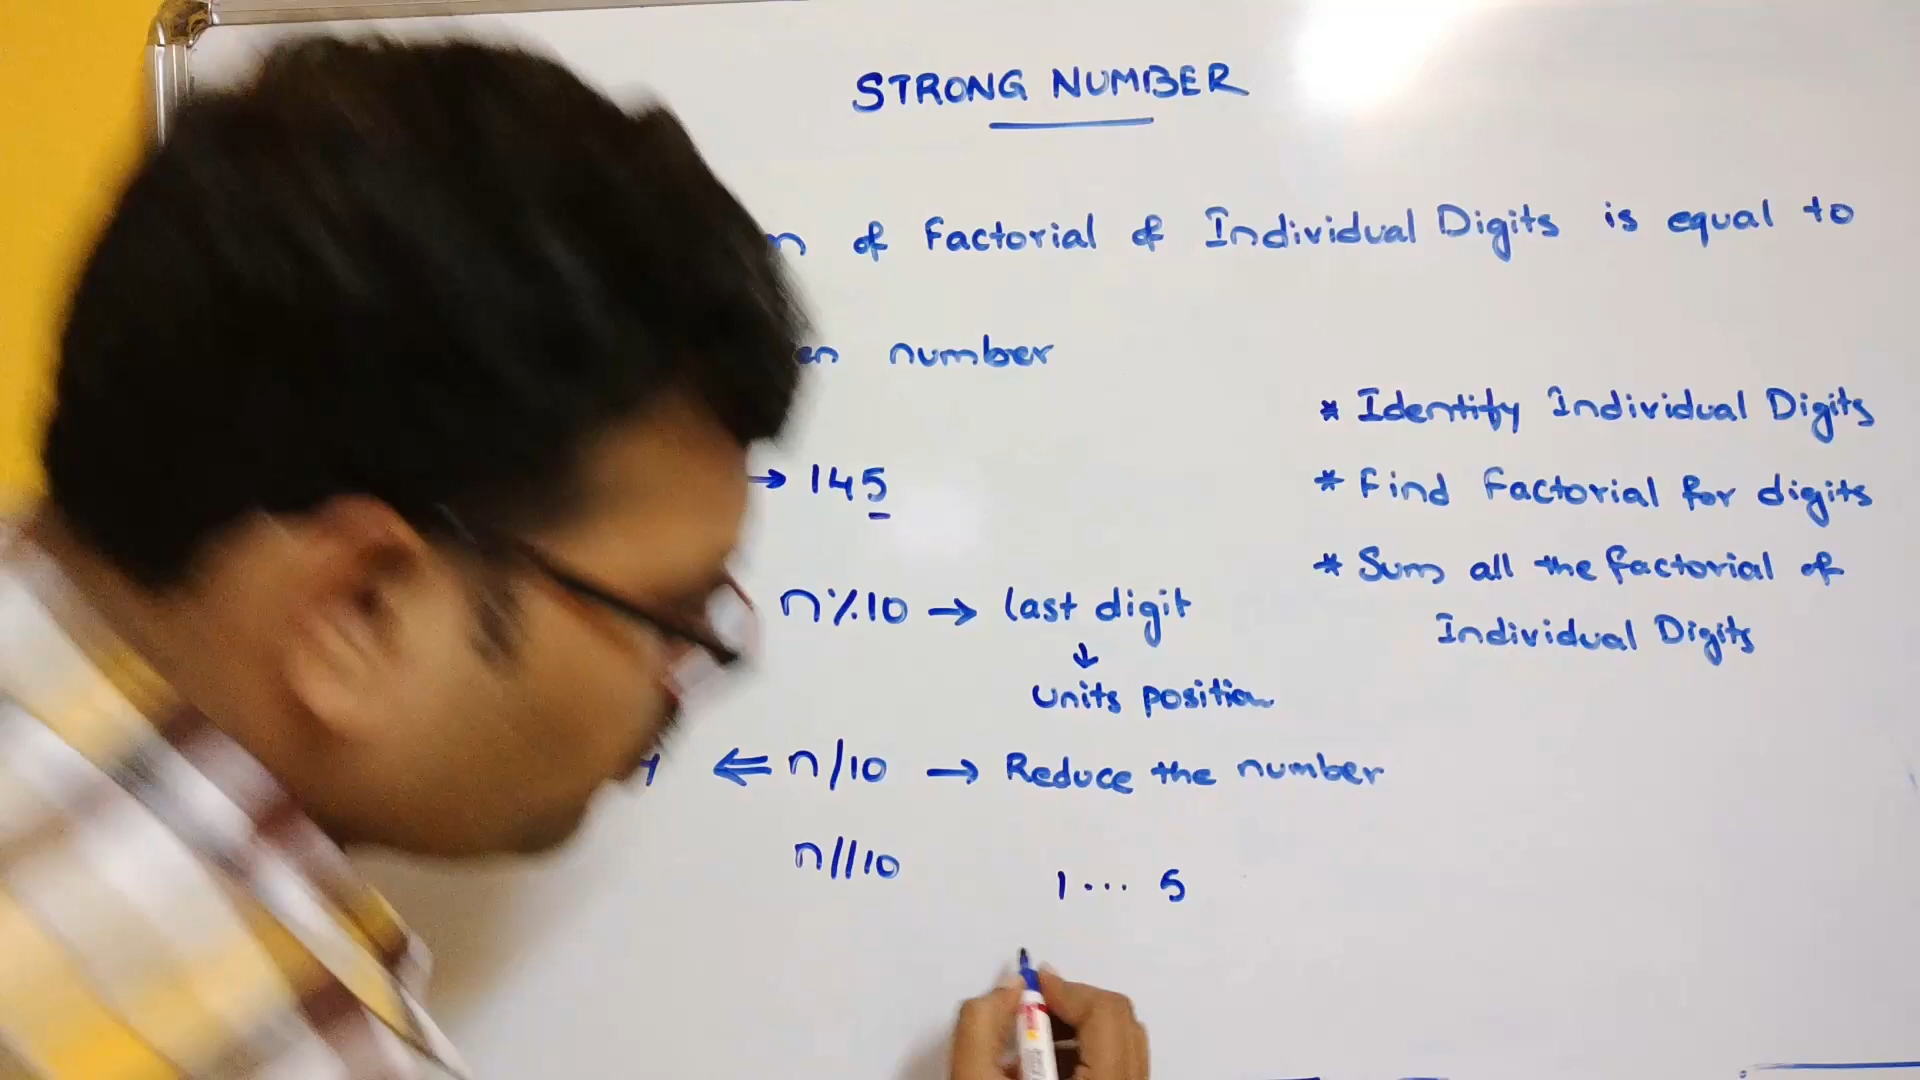 STRONG NUMBER
of Factorial of Individual Digits is equal to
number
* Identify Individual Digits
→ 145
* Find Factorial for digits
* Sum all the factorial of
Individual Digits
n%10 → last digit
↓
units position
⇐ n/10 → Reduce the number
n//10
1 ... 5